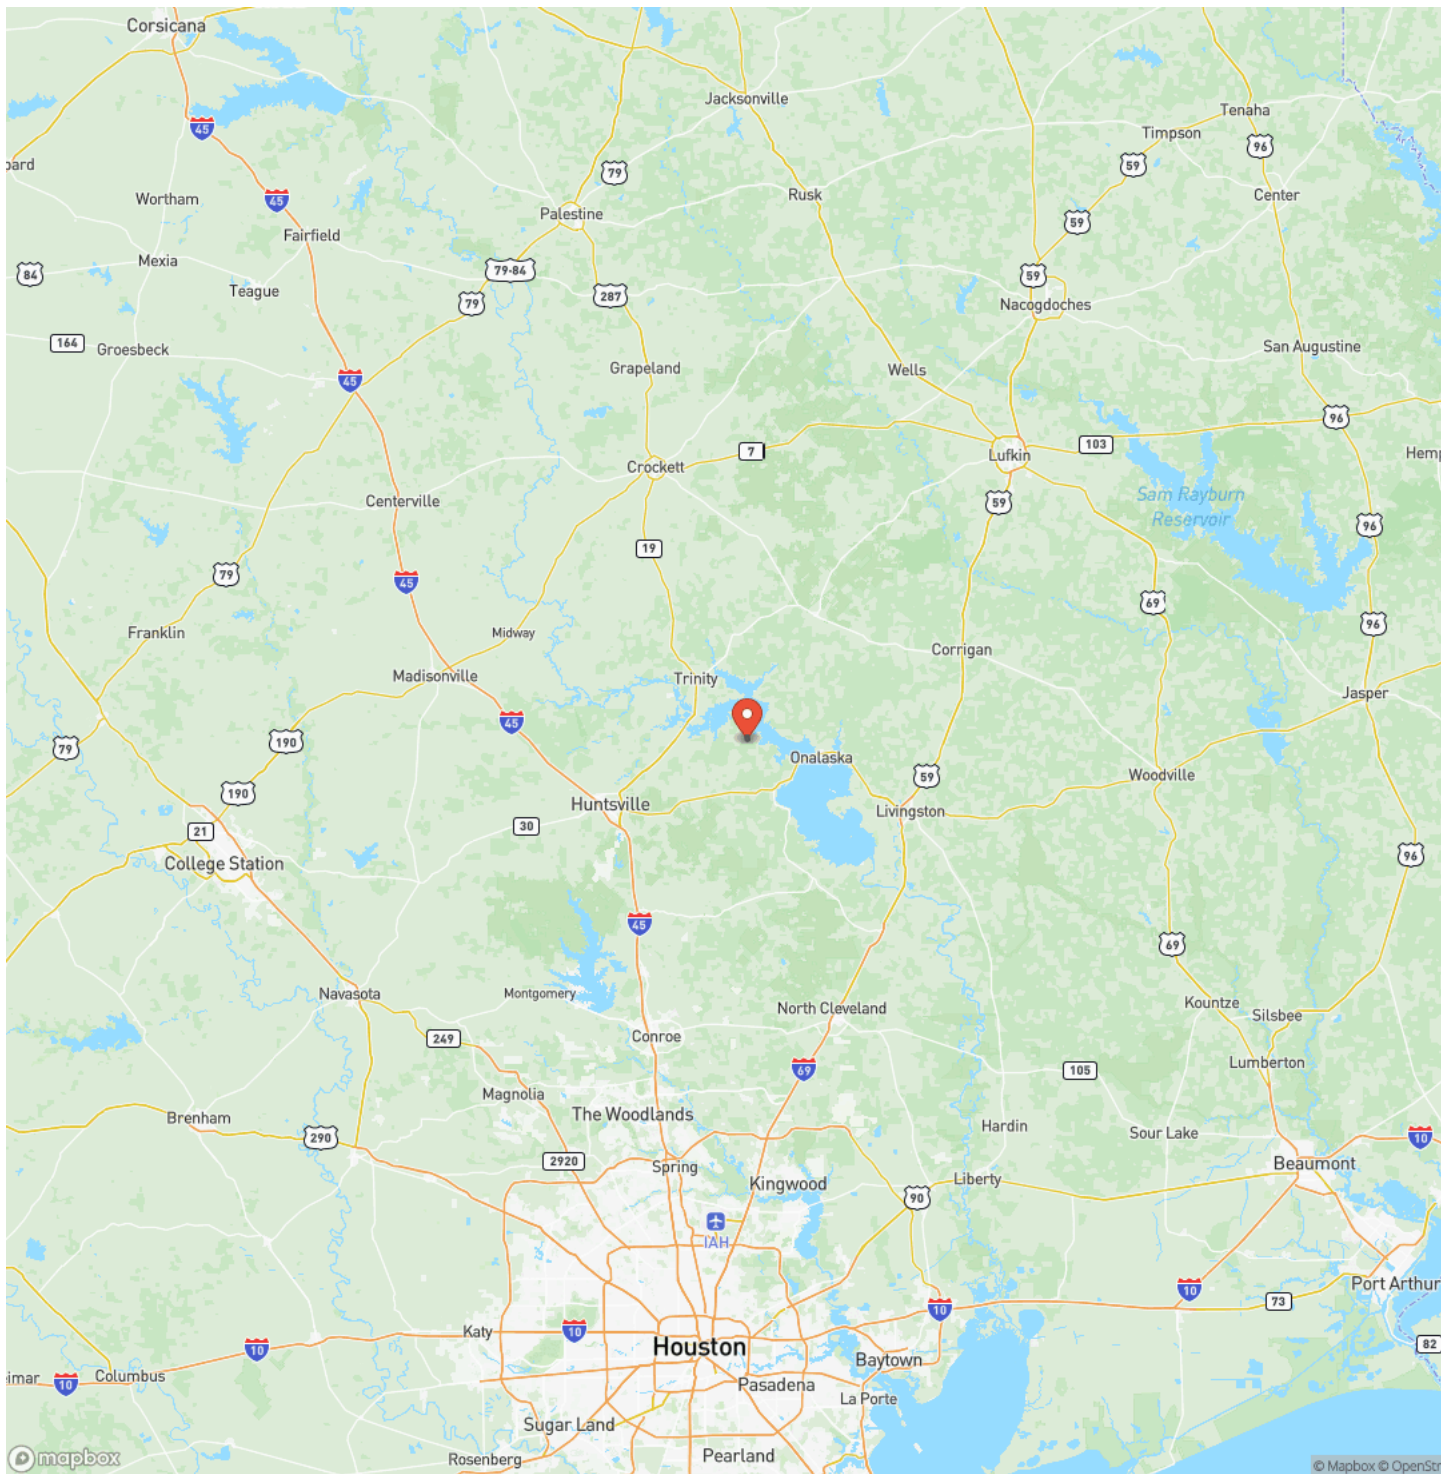 Corsicana
Jacksonville
Tenaha
45
Timpson
96
59
79
Wortham
45
Rusk
Center
Palestine
59
Fairfield
Mexia
84
79-84
59
Teague
79
287
Nacogdoches
164
Groesbeck
San Augustine
Grapeland
Wells
45
96
103
7
Lufkin
Crockett
Centerville
59
Sam Rayburn
Reservoir
96
19
45
79
69
96
Franklin
Midway
Corrigan
Madisonville
Trinity
Jasper
45
190
79
Onalaska
59
Woodville
190
Huntsville
Livingston
30
21
College Station
96
45
69
Navasota
Montgomery
North Cleveland
Kountze
Silsbee
Conroe
249
Lumberton
69
105
Magnolia
The Woodlands
Brenham
Hardin
Sour Lake
290
10
2920
Spring
Beaumont
Kingwood
Liberty
90
IAH
Port Arthur
10
73
10
Katy
10
10
Houston
82
Baytown
Columbus
10
Pasadena
La Porte
Sugar Land
Pearland
Rosenberg
mapbox
© Mapbox © OpenStr